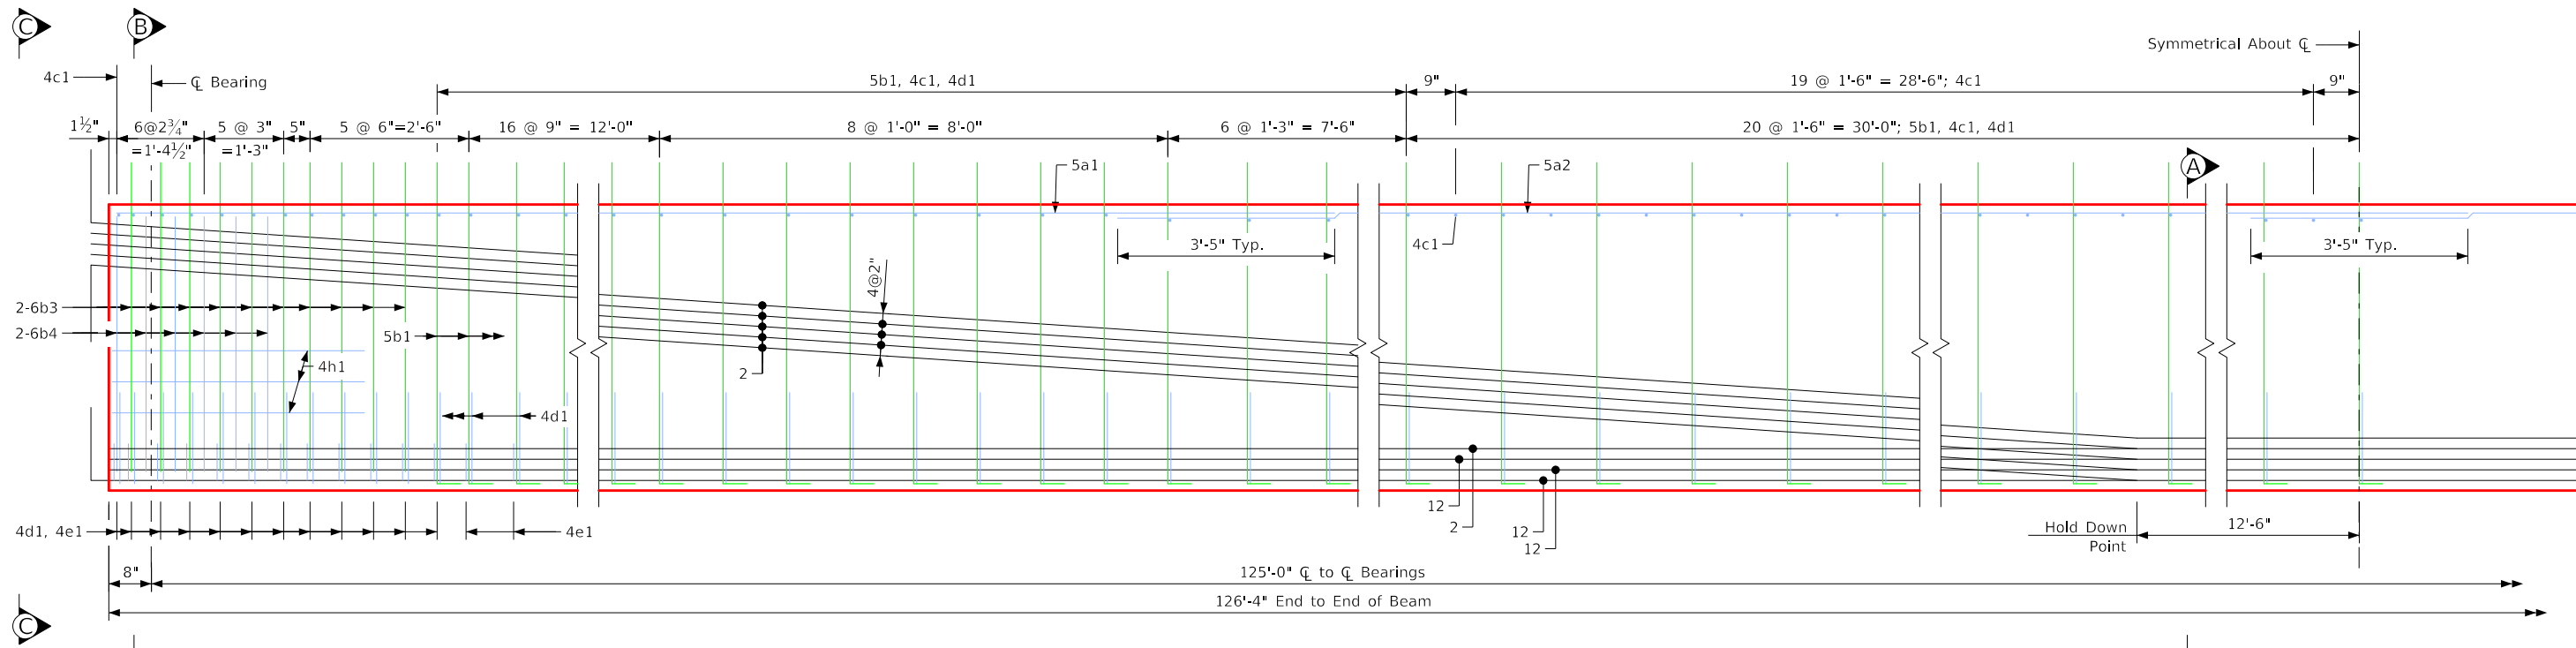 C
B
Symmetrical About ℄
4c1
℄ Bearing
5b1, 4c1, 4d1
9"
19 @ 1'-6" = 28'-6"; 4c1
9"
1½"
6@2¾"
=1'-4½"
5 @ 3"
=1'-3"
5"
5 @ 6"=2'-6"
16 @ 9" = 12'-0"
8 @ 1'-0" = 8'-0"
6 @ 1'-3" = 7'-6"
20 @ 1'-6" = 30'-0"; 5b1, 4c1, 4d1
5a1
5a2
A
3'-5" Typ.
4c1
3'-5" Typ.
4@2"
2-6b3
2-6b4
5b1
4h1
2
4d1
12
2
12
12
4d1, 4e1
4e1
Hold Down
Point
12'-6"
8"
125'-0" ℄ to ℄ Bearings
126'-4" End to End of Beam
C